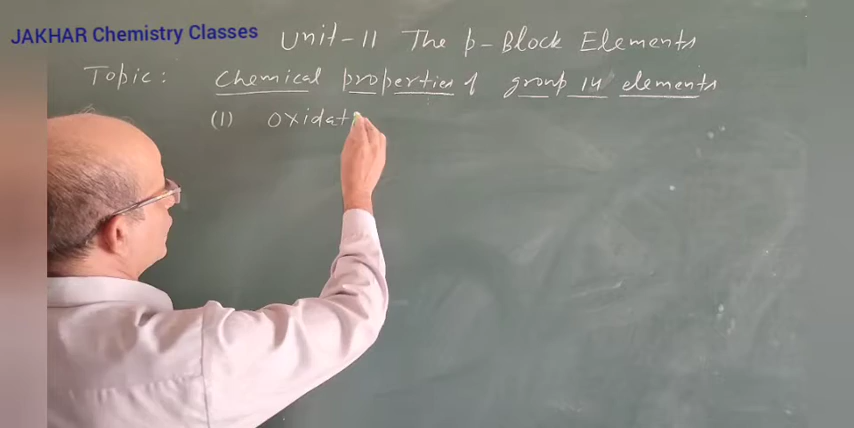 JAKHAR Chemistry Classes
Unit-11 The p-Block Elements
Topic: Chemical properties of group 14 elements
(1) Oxidat